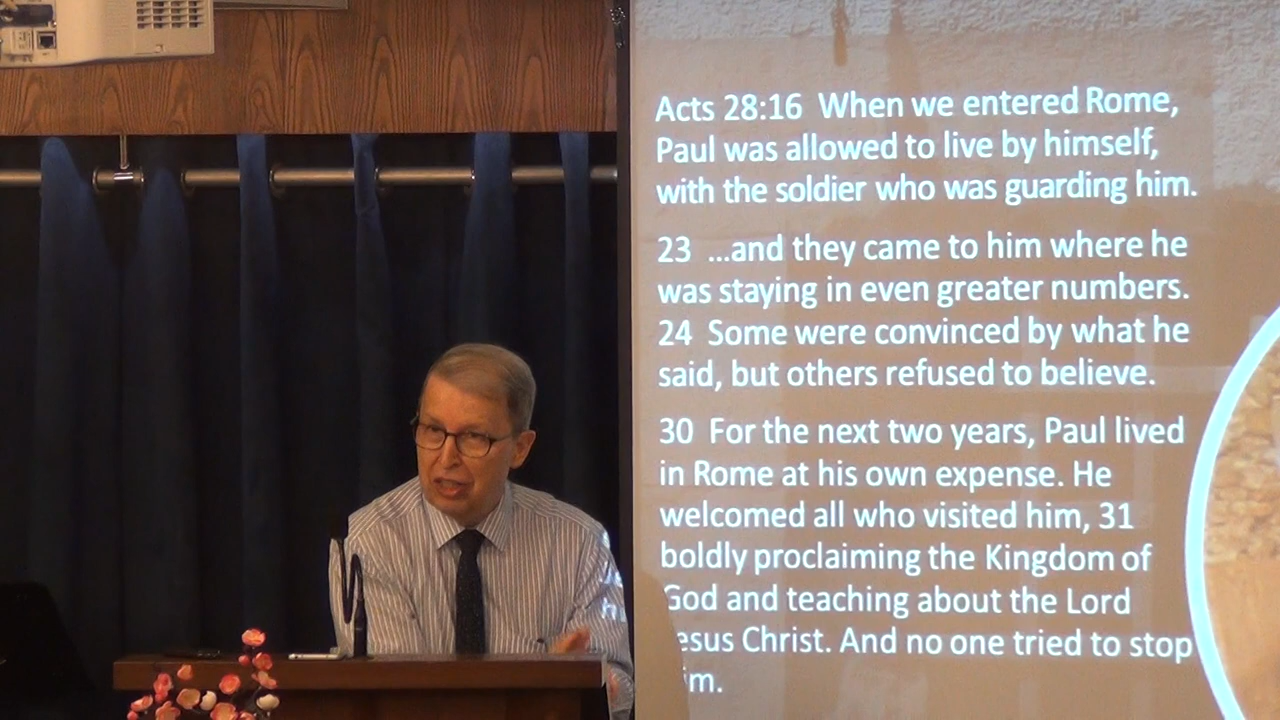 Acts 28:16 When we entered Rome,
Paul was allowed to live by himself,
with the soldier who was guarding him.
23 ...and they came to him where he
was staying in even greater numbers.
24 Some were convinced by what he
said, but others refused to believe.
30 For the next two years, Paul lived
in Rome at his own expense. He
welcomed all who visited him, 31
boldly proclaiming the Kingdom of
God and teaching about the Lord
esus Christ. And no one tried to stop
im.